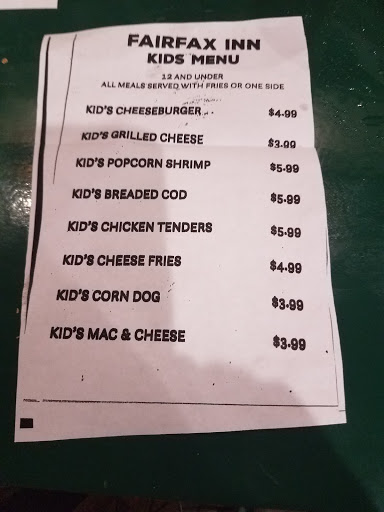 FAIRFAX INN
KIDS MENU
12 AND UNDER
ALL MEALS SERVED WITH FRIES OR ONE SIDE
KID'S CHEESEBURGER $4.99
KID'S GRILLED CHEESE $3.99
KID'S POPCORN SHRIMP $5.99
KID'S BREADED COD $5.99
KID'S CHICKEN TENDERS $5.99
KID'S CHEESE FRIES $4.99
KID'S CORN DOG $3.99
KID'S MAC & CHEESE $3.99